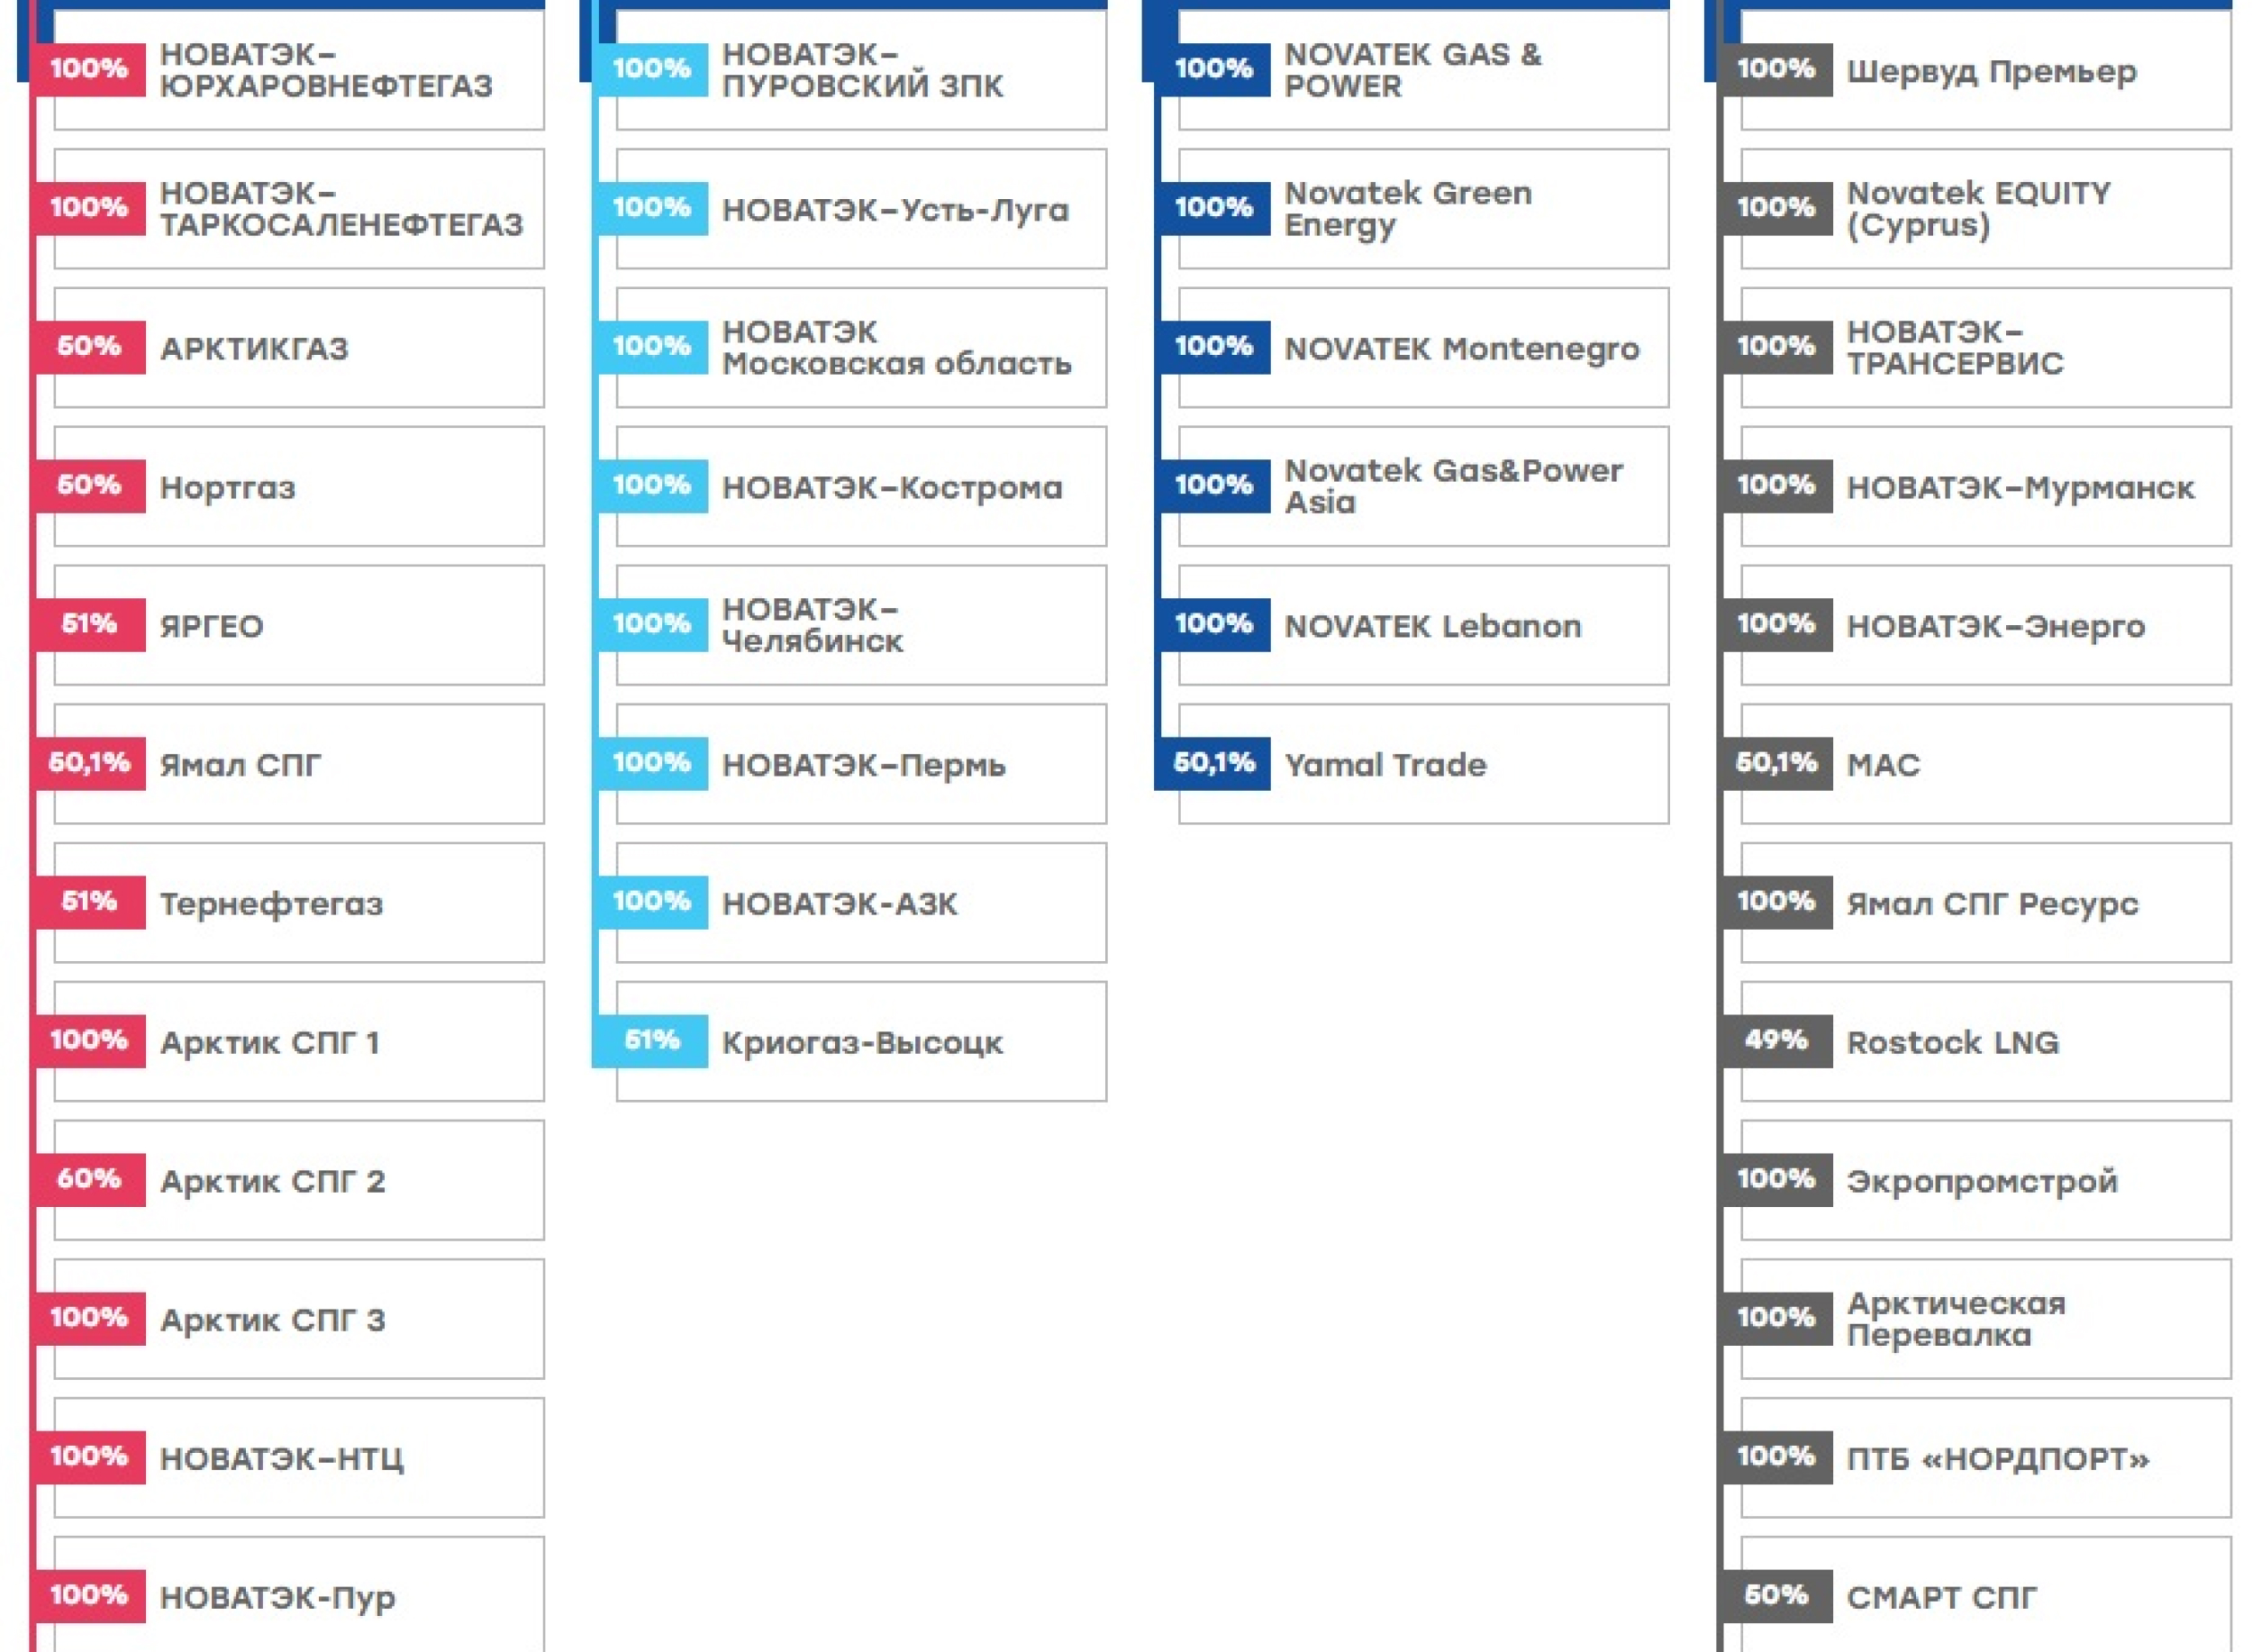 100%
НОВАТЭК–
ЮРХАРОВНЕФТЕГАЗ
100%
НОВАТЭК–
ТАРКОСАЛЕНЕФТЕГАЗ
50%
АРКТИКГАЗ
50%
Нортгаз
51%
ЯРГЕО
50,1%
Ямал СПГ
51%
Тернефтегаз
100%
Арктик СПГ 1
60%
Арктик СПГ 2
100%
Арктик СПГ 3
100%
НОВАТЭК–НТЦ
100%
НОВАТЭК-Пур
100%
НОВАТЭК–
ПУРОВСКИЙ ЗПК
100%
НОВАТЭК–Усть-Луга
100%
НОВАТЭК
Московская область
100%
НОВАТЭК–Кострома
100%
НОВАТЭК–
Челябинск
100%
НОВАТЭК–Пермь
100%
НОВАТЭК-АЗК
51%
Криогаз-Высоцк
100%
NOVATEK GAS &
POWER
100%
Novatek Green
Energy
100%
NOVATEK Montenegro
100%
Novatek Gas&Power
Asia
100%
NOVATEK Lebanon
50,1%
Yamal Trade
100%
Шервуд Премьер
100%
Novatek EQUITY
(Cyprus)
100%
НОВАТЭК–
ТРАНСЕРВИС
100%
НОВАТЭК–Мурманск
100%
НОВАТЭК–Энерго
50,1%
МАС
100%
Ямал СПГ Ресурс
49%
Rostock LNG
100%
Экропромстрой
100%
Арктическая
Перевалка
100%
ПТБ «НОРДПОРТ»
50%
СМАРТ СПГ